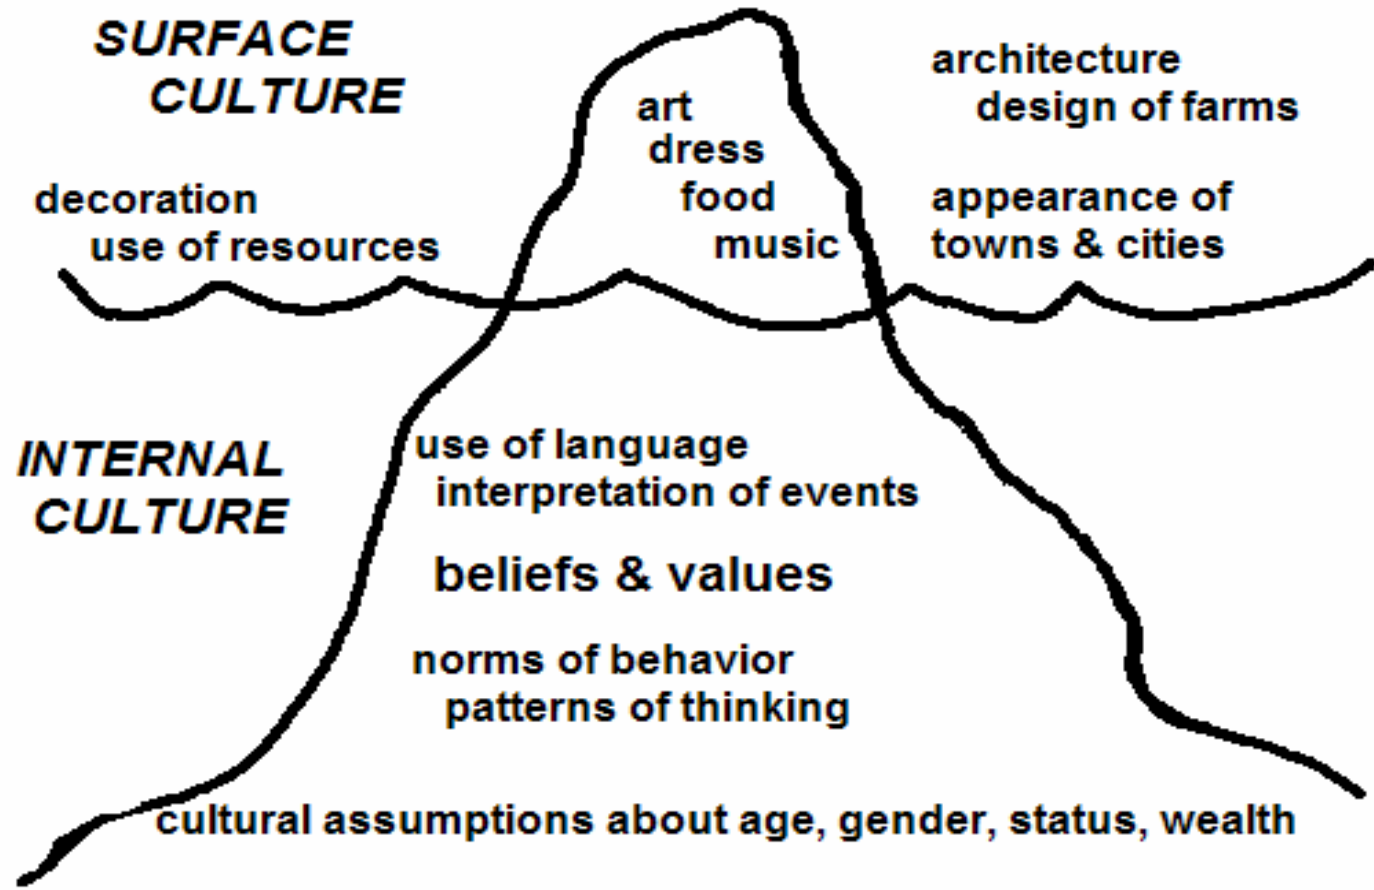 SURFACE
CULTURE
architecture
design of farms
art
dress
food
music
decoration
use of resources
appearance of
towns & cities
INTERNAL
CULTURE
use of language
interpretation of events
beliefs & values
norms of behavior
patterns of thinking
cultural assumptions about age, gender, status, wealth